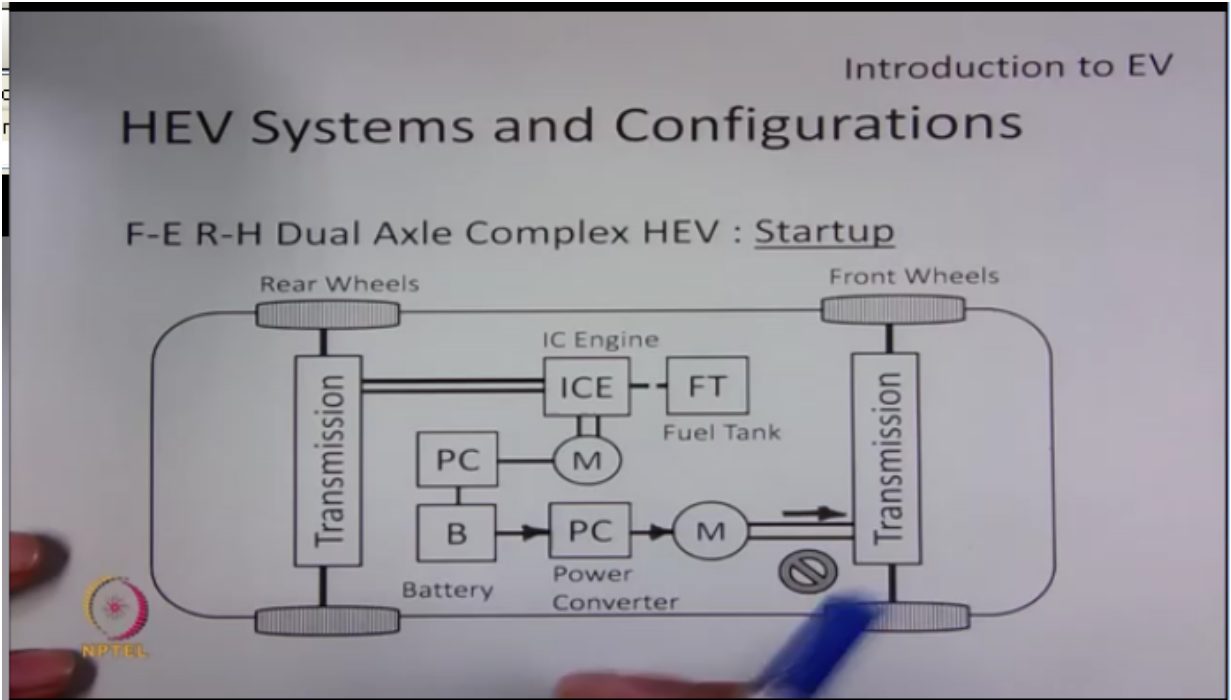 Introduction to EV
HEV Systems and Configurations
F-E R-H Dual Axle Complex HEV : Startup
Rear Wheels
Front Wheels
IC Engine
ICE
FT
Fuel Tank
Transmission
Transmission
PC
M
B
PC
M
Battery
Power
Converter
NPTEL